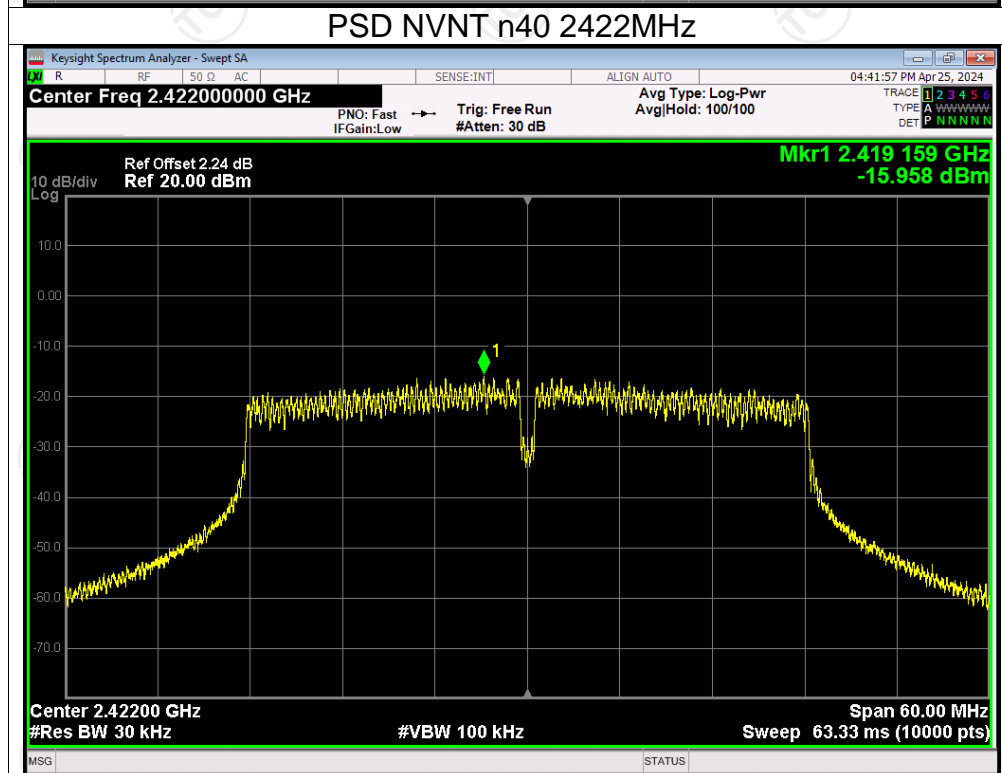 PSD NVNT n40 2422MHz
Keysight Spectrum Analyzer - Swept SA
LXI R RF 50 Ω AC SENSE:INT ALIGN AUTO 04:41:57 PM Apr 25, 2024
Center Freq 2.422000000 GHz
PNO: Fast
IFGain:Low
Trig: Free Run
#Atten: 30 dB
Avg Type: Log-Pwr
Avg|Hold: 100/100
TRACE 1 2 3 4 5 6
TYPE A WWWWW
DET P N N N N N
Mkr1 2.419 159 GHz
-15.958 dBm
Ref Offset 2.24 dB
10 dB/div Ref 20.00 dBm
Log
10.0
0.00
1
-10.0
-20.0
-30.0
-40.0
-50.0
-60.0
-70.0
Center 2.42200 GHz Span 60.00 MHz
#Res BW 30 kHz #VBW 100 kHz Sweep 63.33 ms (10000 pts)
MSG STATUS